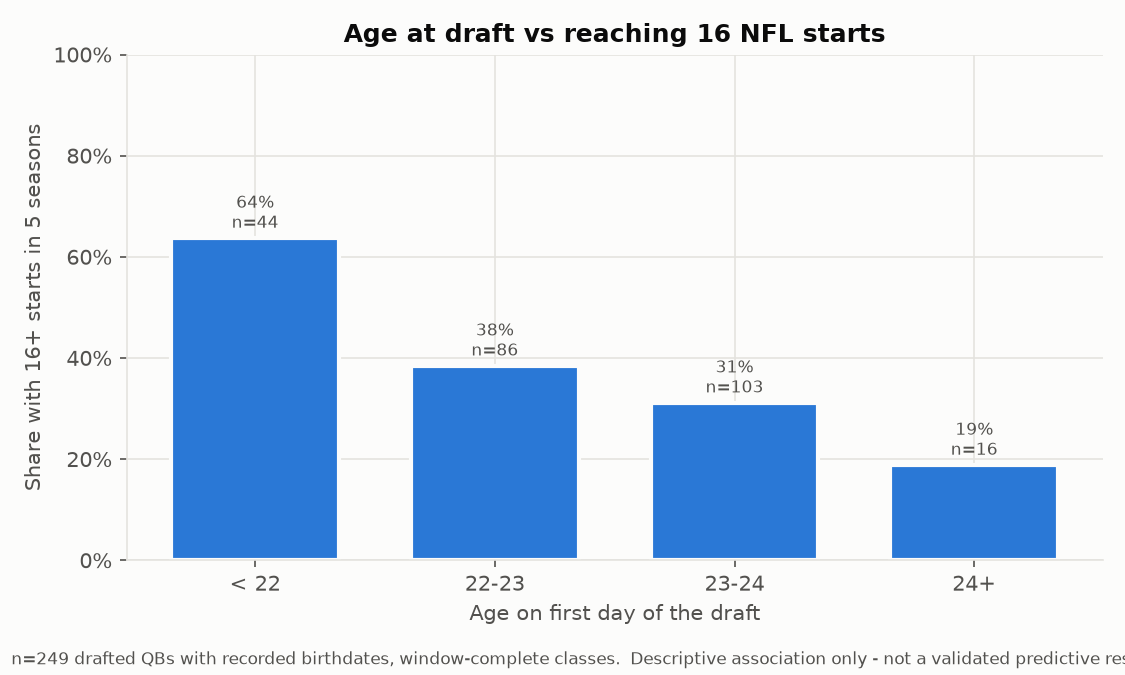 Age at draft vs reaching 16 NFL starts
Share with 16+ starts in 5 seasons
100%
80%
60%
40%
20%
0%
64%
n=44
38%
n=86
31%
n=103
19%
n=16
< 22
22-23
23-24
24+
Age on first day of the draft
n=249 drafted QBs with recorded birthdates, window-complete classes.  Descriptive association only - not a validated predictive